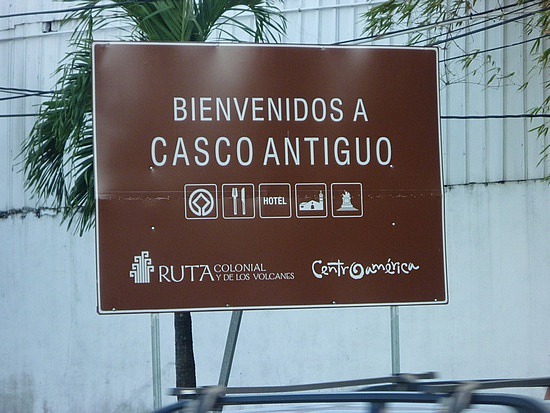 BIENVENIDOS A
CASCO ANTIGUO
HOTEL
RUTA COLONIAL
Y DE LOS VOLCANES
Centroamérica